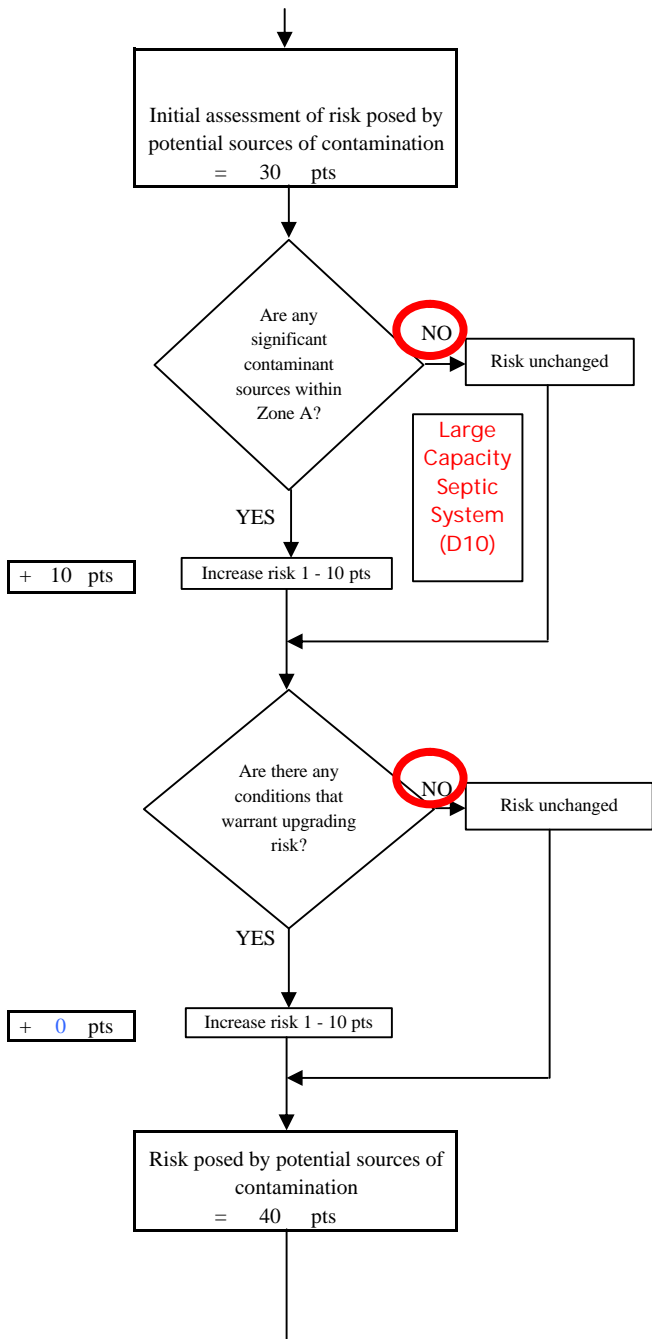 Initial assessment of risk posed by
potential sources of contamination
= 30 pts
Are any
significant
contaminant
sources within
Zone A?
NO
Risk unchanged
Large
Capacity
Septic
System
(D10)
YES
+ 10 pts
Increase risk 1 - 10 pts
Are there any
conditions that
warrant upgrading
risk?
NO
Risk unchanged
YES
+ 0 pts
Increase risk 1 - 10 pts
Risk posed by potential sources of
contamination
= 40 pts